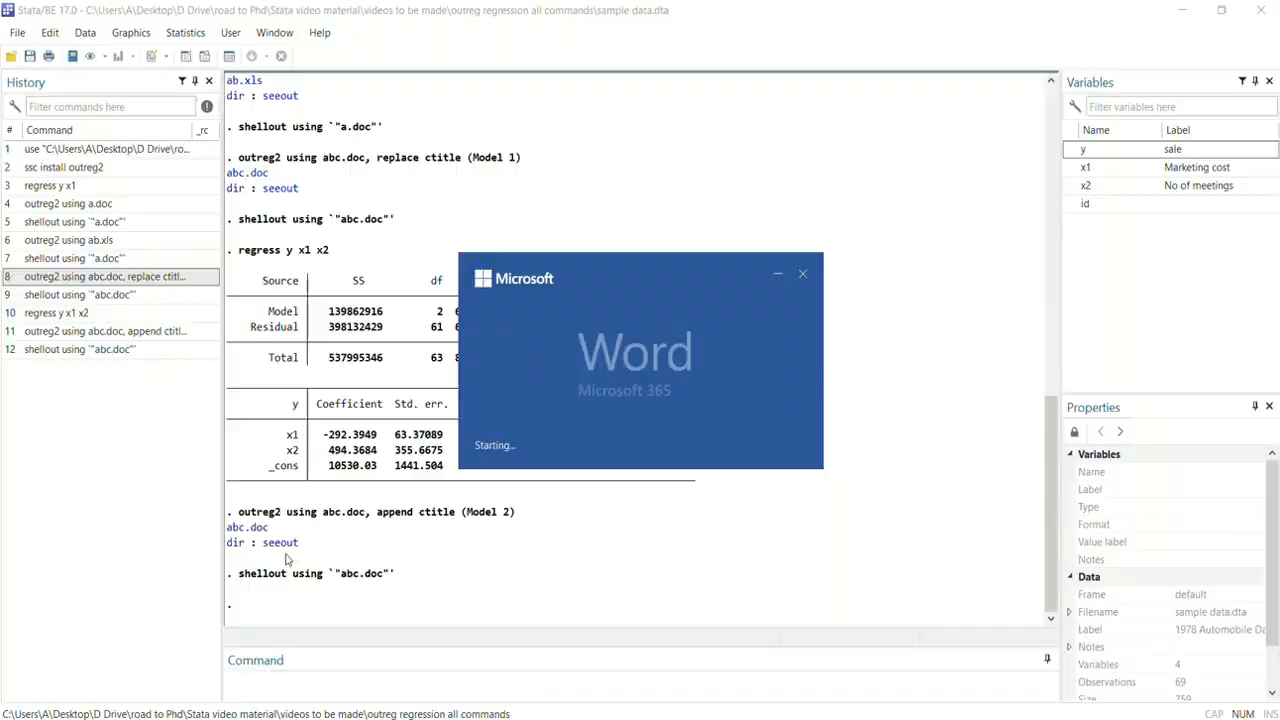 Stata/BE 17.0 - C:\Users\A\Desktop\D Drive\road to Phd\Stata video material\videos to be made\outreg regression all commands\sample data.dta
File Edit Data Graphics Statistics User Window Help
History
Filter commands here
# Command _rc
1 use "C:\Users\A\Desktop\D Drive\ro...
2 ssc install outreg2
3 regress y x1
4 outreg2 using a.doc
5 shellout using `"a.doc"'
6 outreg2 using ab.xls
7 shellout using `"a.doc"'
8 outreg2 using abc.doc, replace ctitl...
9 shellout using `"abc.doc"'
10 regress y x1 x2
11 outreg2 using abc.doc, append ctitl...
12 shellout using `"abc.doc"'
ab.xls
dir : seeout
. shellout using `"a.doc"'
. outreg2 using abc.doc, replace ctitle (Model 1)
abc.doc
dir : seeout
. shellout using `"abc.doc"'
. regress y x1 x2
Source SS df
Model 139862916 2 6
Residual 398132429 61 6
Total 537995346 63 8
y Coefficient Std. err.
x1 -292.3949 63.37089
x2 494.3684 355.6675
_cons 10530.03 1441.504
. outreg2 using abc.doc, append ctitle (Model 2)
abc.doc
dir : seeout
. shellout using `"abc.doc"'
.
Microsoft
Word
Microsoft 365
Starting...
Command
Variables
Filter variables here
Name Label
y sale
x1 Marketing cost
x2 No of meetings
id
Properties
Variables
Name
Label
Type
Format
Value label
Notes
Data
Frame default
Filename sample data.dta
Label 1978 Automobile Da
Notes
Variables 4
Observations 69
Size 759
C:\Users\A\Desktop\D Drive\road to Phd\Stata video material\videos to be made\outreg regression all commands
CAP NUM INS